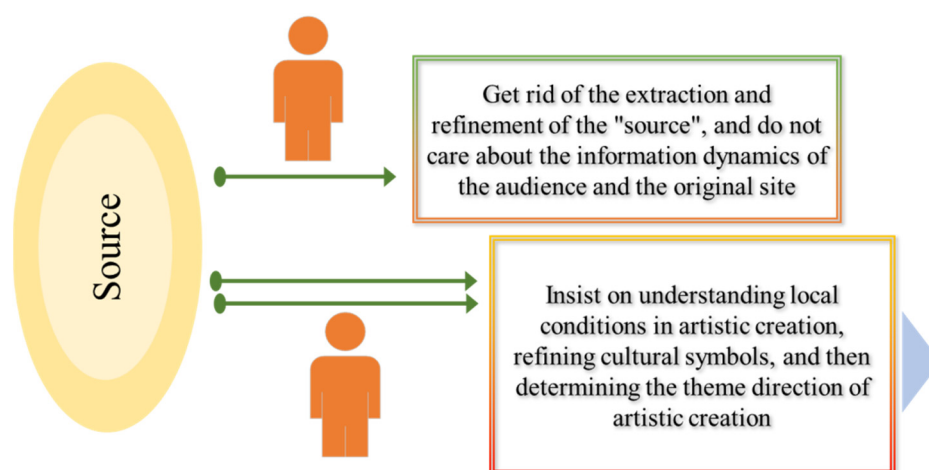 Source
Get rid of the extraction and
refinement of the "source", and do not
care about the information dynamics of
the audience and the original site
Insist on understanding local
conditions in artistic creation,
refining cultural symbols, and then
determining the theme direction of
artistic creation